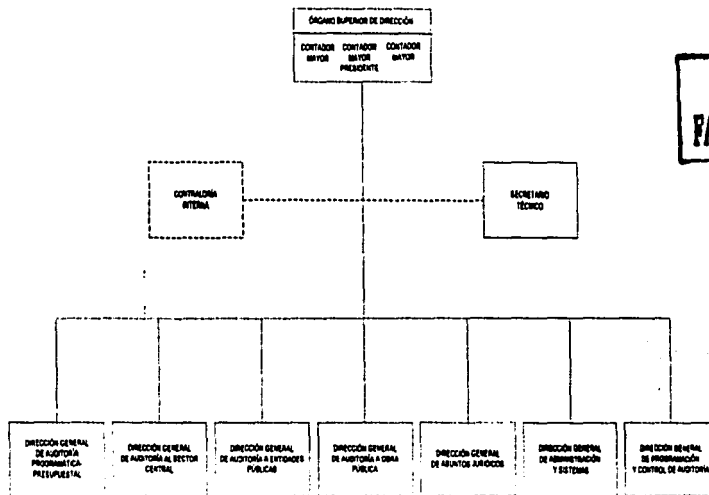 ÓRGANO SUPERIOR DE DIRECCIÓN
CONTADOR CONTADOR CONTADOR
MAYOR MAYOR MAYOR
PRESIDENTE
CONTRALORÍA
INTERNA
SECRETARIO
TÉCNICO
DIRECCIÓN GENERAL
DE AUDITORÍA
PROGRAMÁTICA-
PRESUPUESTAL
DIRECCIÓN GENERAL
DE AUDITORÍA AL SECTOR
CENTRAL
DIRECCIÓN GENERAL
DE AUDITORÍA A ENTIDADES
PÚBLICAS
DIRECCIÓN GENERAL
DE AUDITORÍA A OBRA
PÚBLICA
DIRECCIÓN GENERAL
DE ASUNTOS JURÍDICOS
DIRECCIÓN GENERAL
DE ADMINISTRACIÓN
Y SISTEMAS
DIRECCIÓN GENERAL
DE PROGRAMACIÓN
Y CONTROL DE AUDITORÍA